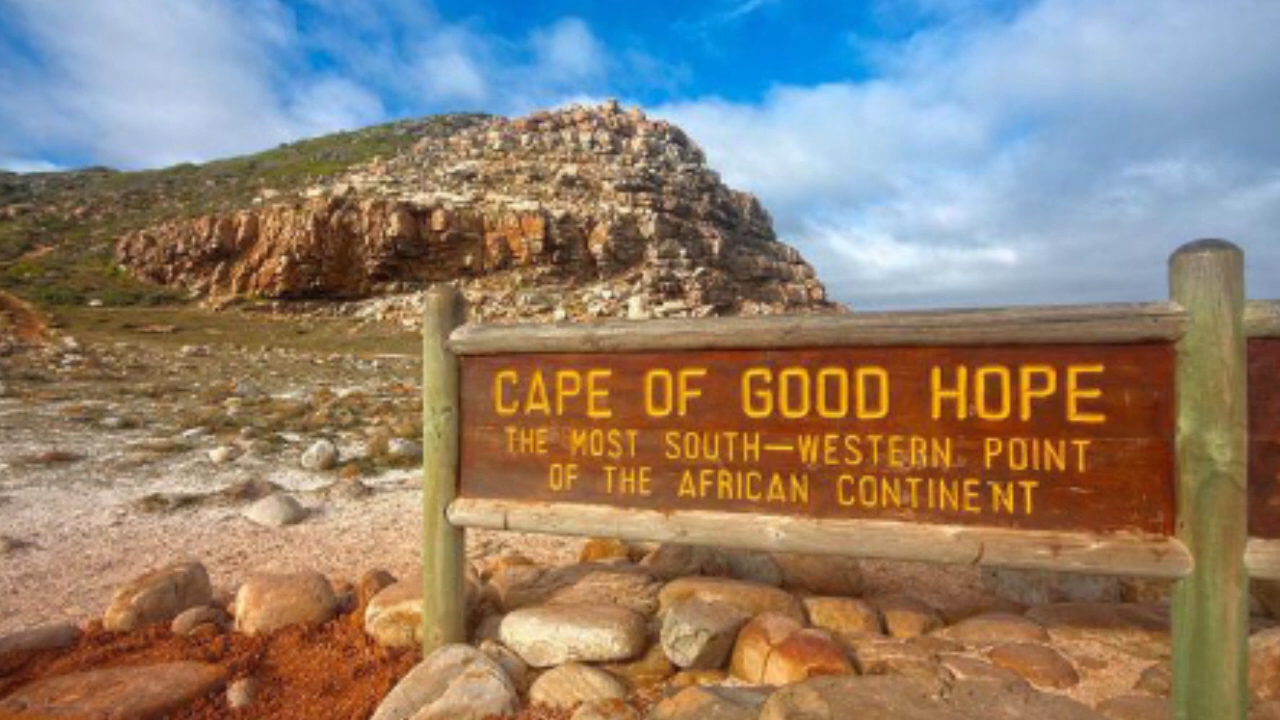 CAPE OF GOOD HOPE
THE MOST SOUTH-WESTERN POINT
OF THE AFRICAN CONTINENT